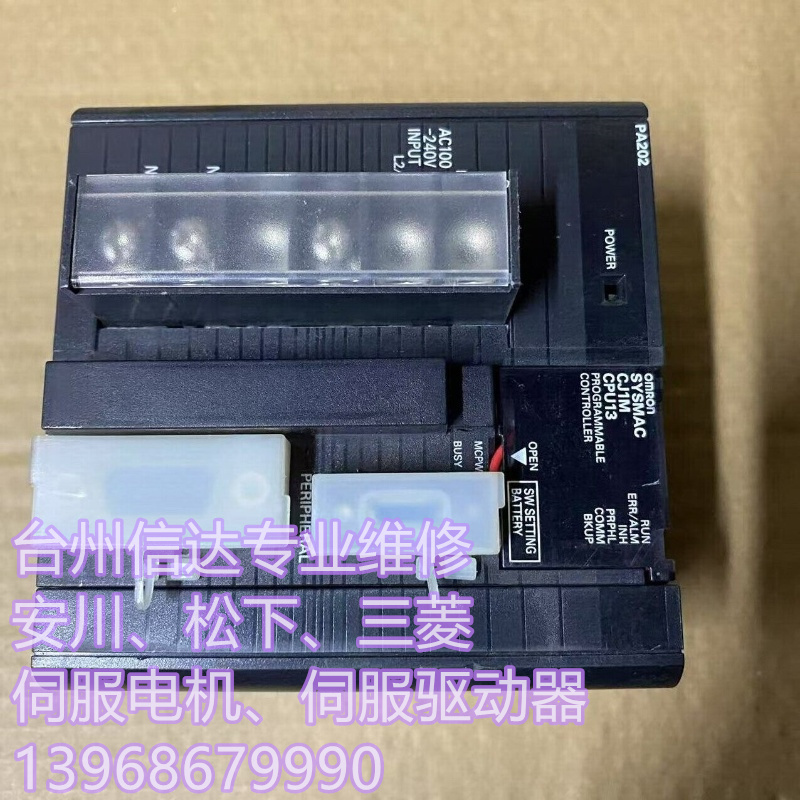 PA202
AC100
-240V
INPUT
L2/
N
N
POWER
omron
SYSMAC
CJ1M
CPU13
PROGRAMMABLE
CONTROLLER
OPEN
MCPW
BUSY
SW SETTING
BATTERY
PERIPHERAL
RUN
ERR/ALM
INH
PRPHL
COMM
BKUP
台州信达专业维修
安川、松下、三菱
伺服电机、伺服驱动器
13968679990